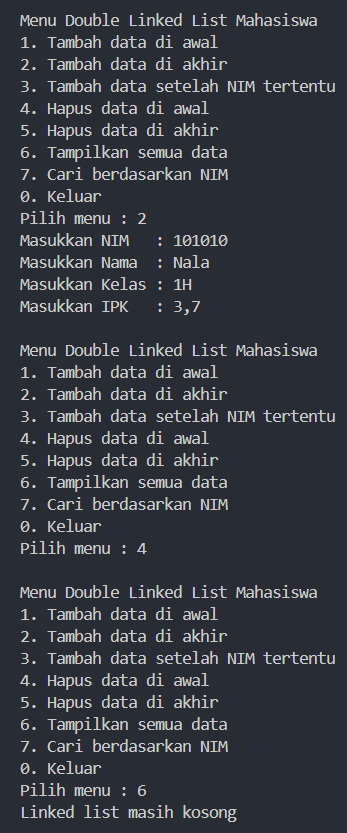 Menu Double Linked List Mahasiswa
1. Tambah data di awal
2. Tambah data di akhir
3. Tambah data setelah NIM tertentu
4. Hapus data di awal
5. Hapus data di akhir
6. Tampilkan semua data
7. Cari berdasarkan NIM
0. Keluar
Pilih menu : 2
Masukkan NIM   : 101010
Masukkan Nama  : Nala
Masukkan Kelas : 1H
Masukkan IPK   : 3,7

Menu Double Linked List Mahasiswa
1. Tambah data di awal
2. Tambah data di akhir
3. Tambah data setelah NIM tertentu
4. Hapus data di awal
5. Hapus data di akhir
6. Tampilkan semua data
7. Cari berdasarkan NIM
0. Keluar
Pilih menu : 4

Menu Double Linked List Mahasiswa
1. Tambah data di awal
2. Tambah data di akhir
3. Tambah data setelah NIM tertentu
4. Hapus data di awal
5. Hapus data di akhir
6. Tampilkan semua data
7. Cari berdasarkan NIM
0. Keluar
Pilih menu : 6
Linked list masih kosong